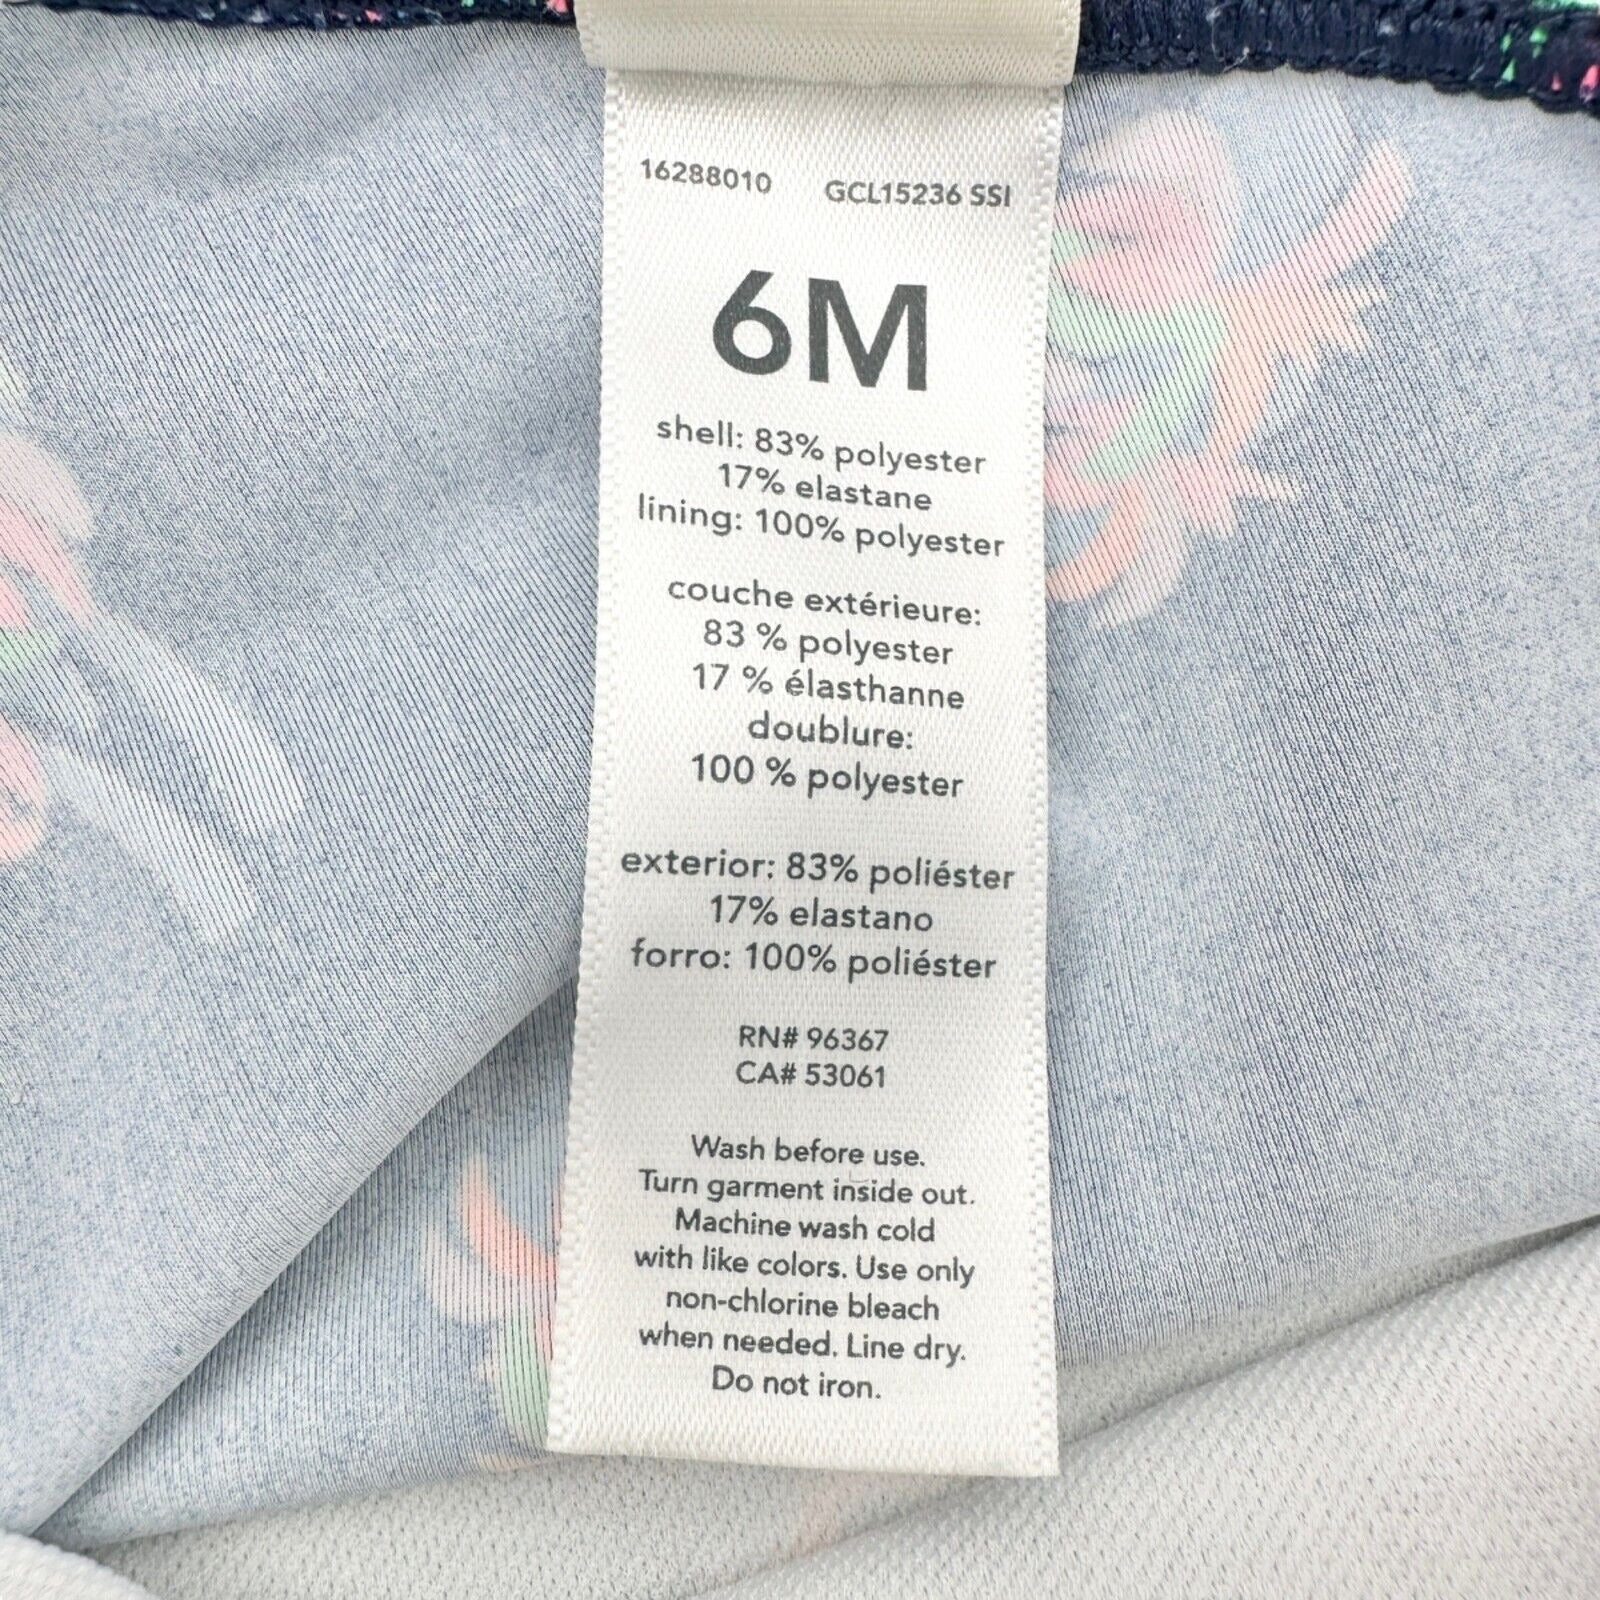 16288010 GCL15236 SSI
6M
shell: 83% polyester
17% elastane
lining: 100% polyester
couche extérieure:
83 % polyester
17 % élasthanne
doublure:
100 % polyester
exterior: 83% poliéster
17% elastano
forro: 100% poliéster
RN# 96367
CA# 53061
Wash before use.
Turn garment inside out.
Machine wash cold
with like colors. Use only
non-chlorine bleach
when needed. Line dry.
Do not iron.